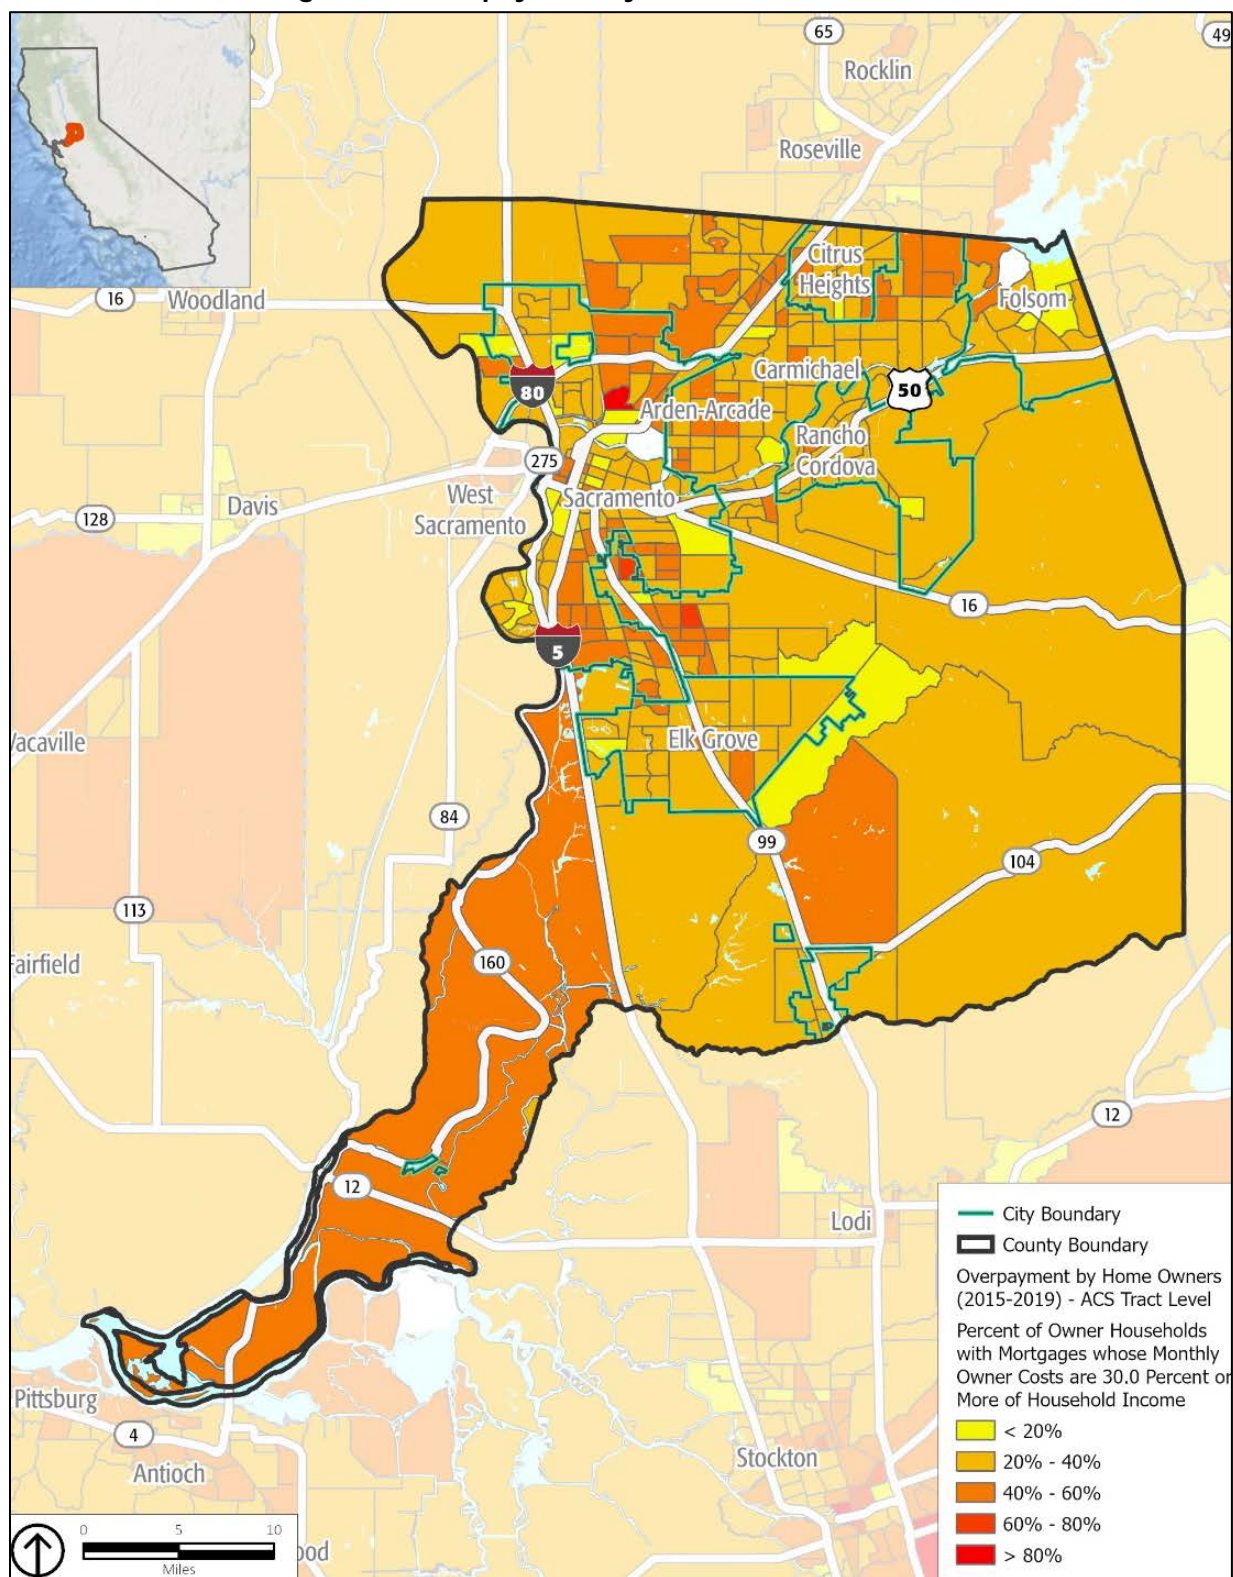 65
49
Rocklin
Roseville
16
Woodland
Citrus
Heights
Folsom
Carmichael
80
50
Arden-Arcade
Rancho
Cordova
275
West
Sacramento
Sacramento
Davis
128
16
5
Vacaville
Elk Grove
84
99
104
113
Fairfield
160
12
12
Lodi
Pittsburg
4
Antioch
Stockton
City Boundary
County Boundary
Overpayment by Home Owners
(2015-2019) - ACS Tract Level
Percent of Owner Households
with Mortgages whose Monthly
Owner Costs are 30.0 Percent or
More of Household Income
< 20%
20% - 40%
40% - 60%
60% - 80%
> 80%
0 5 10
Miles
ood